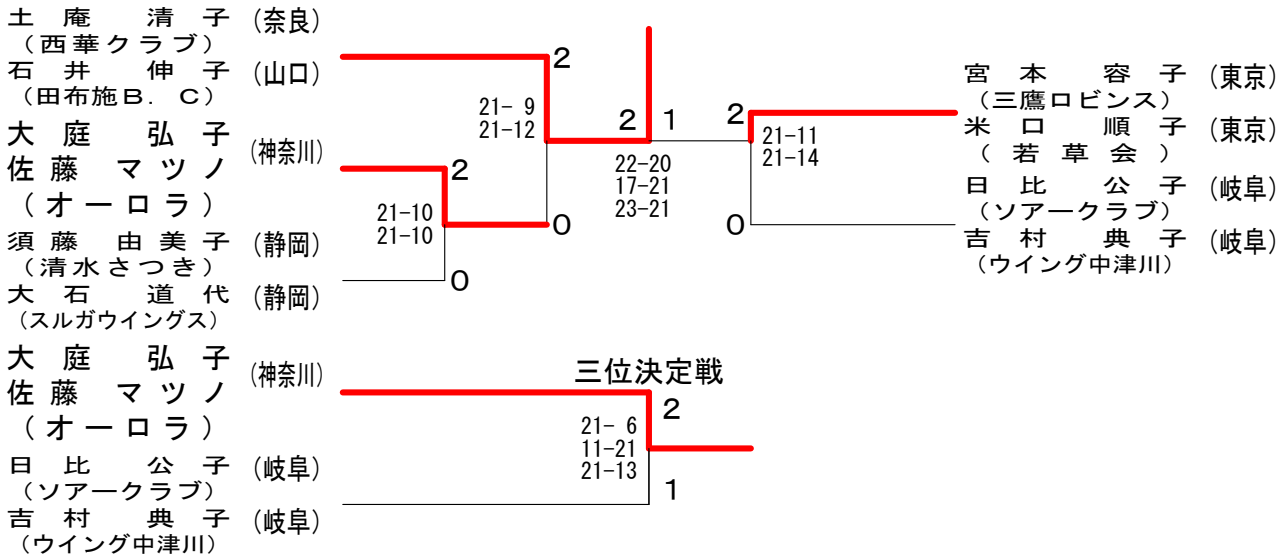 土庵 清子 (奈良)
(西華クラブ)
石井 伸子 (山口)
(田布施B. C)
大庭 弘子
佐藤 マツノ
(神奈川)
(オーロラ)
須藤 由美子 (静岡)
(清水さつき)
大石 道代 (静岡)
(スルガウイングス)
2
21- 9
21-12
2
21-10
21-10
0
0
2 1
22-20
17-21
23-21
2
21-11
21-14
0
宮本 容子 (東京)
(三鷹ロビンス)
米口 順子 (東京)
(若草会)
日比 公子 (岐阜)
(ソアークラブ)
吉村 典子 (岐阜)
(ウイング中津川)
大庭 弘子
佐藤 マツノ
(神奈川)
(オーロラ)
日比 公子 (岐阜)
(ソアークラブ)
吉村 典子 (岐阜)
(ウイング中津川)
三位決定戦
2
21- 6
11-21
21-13
1